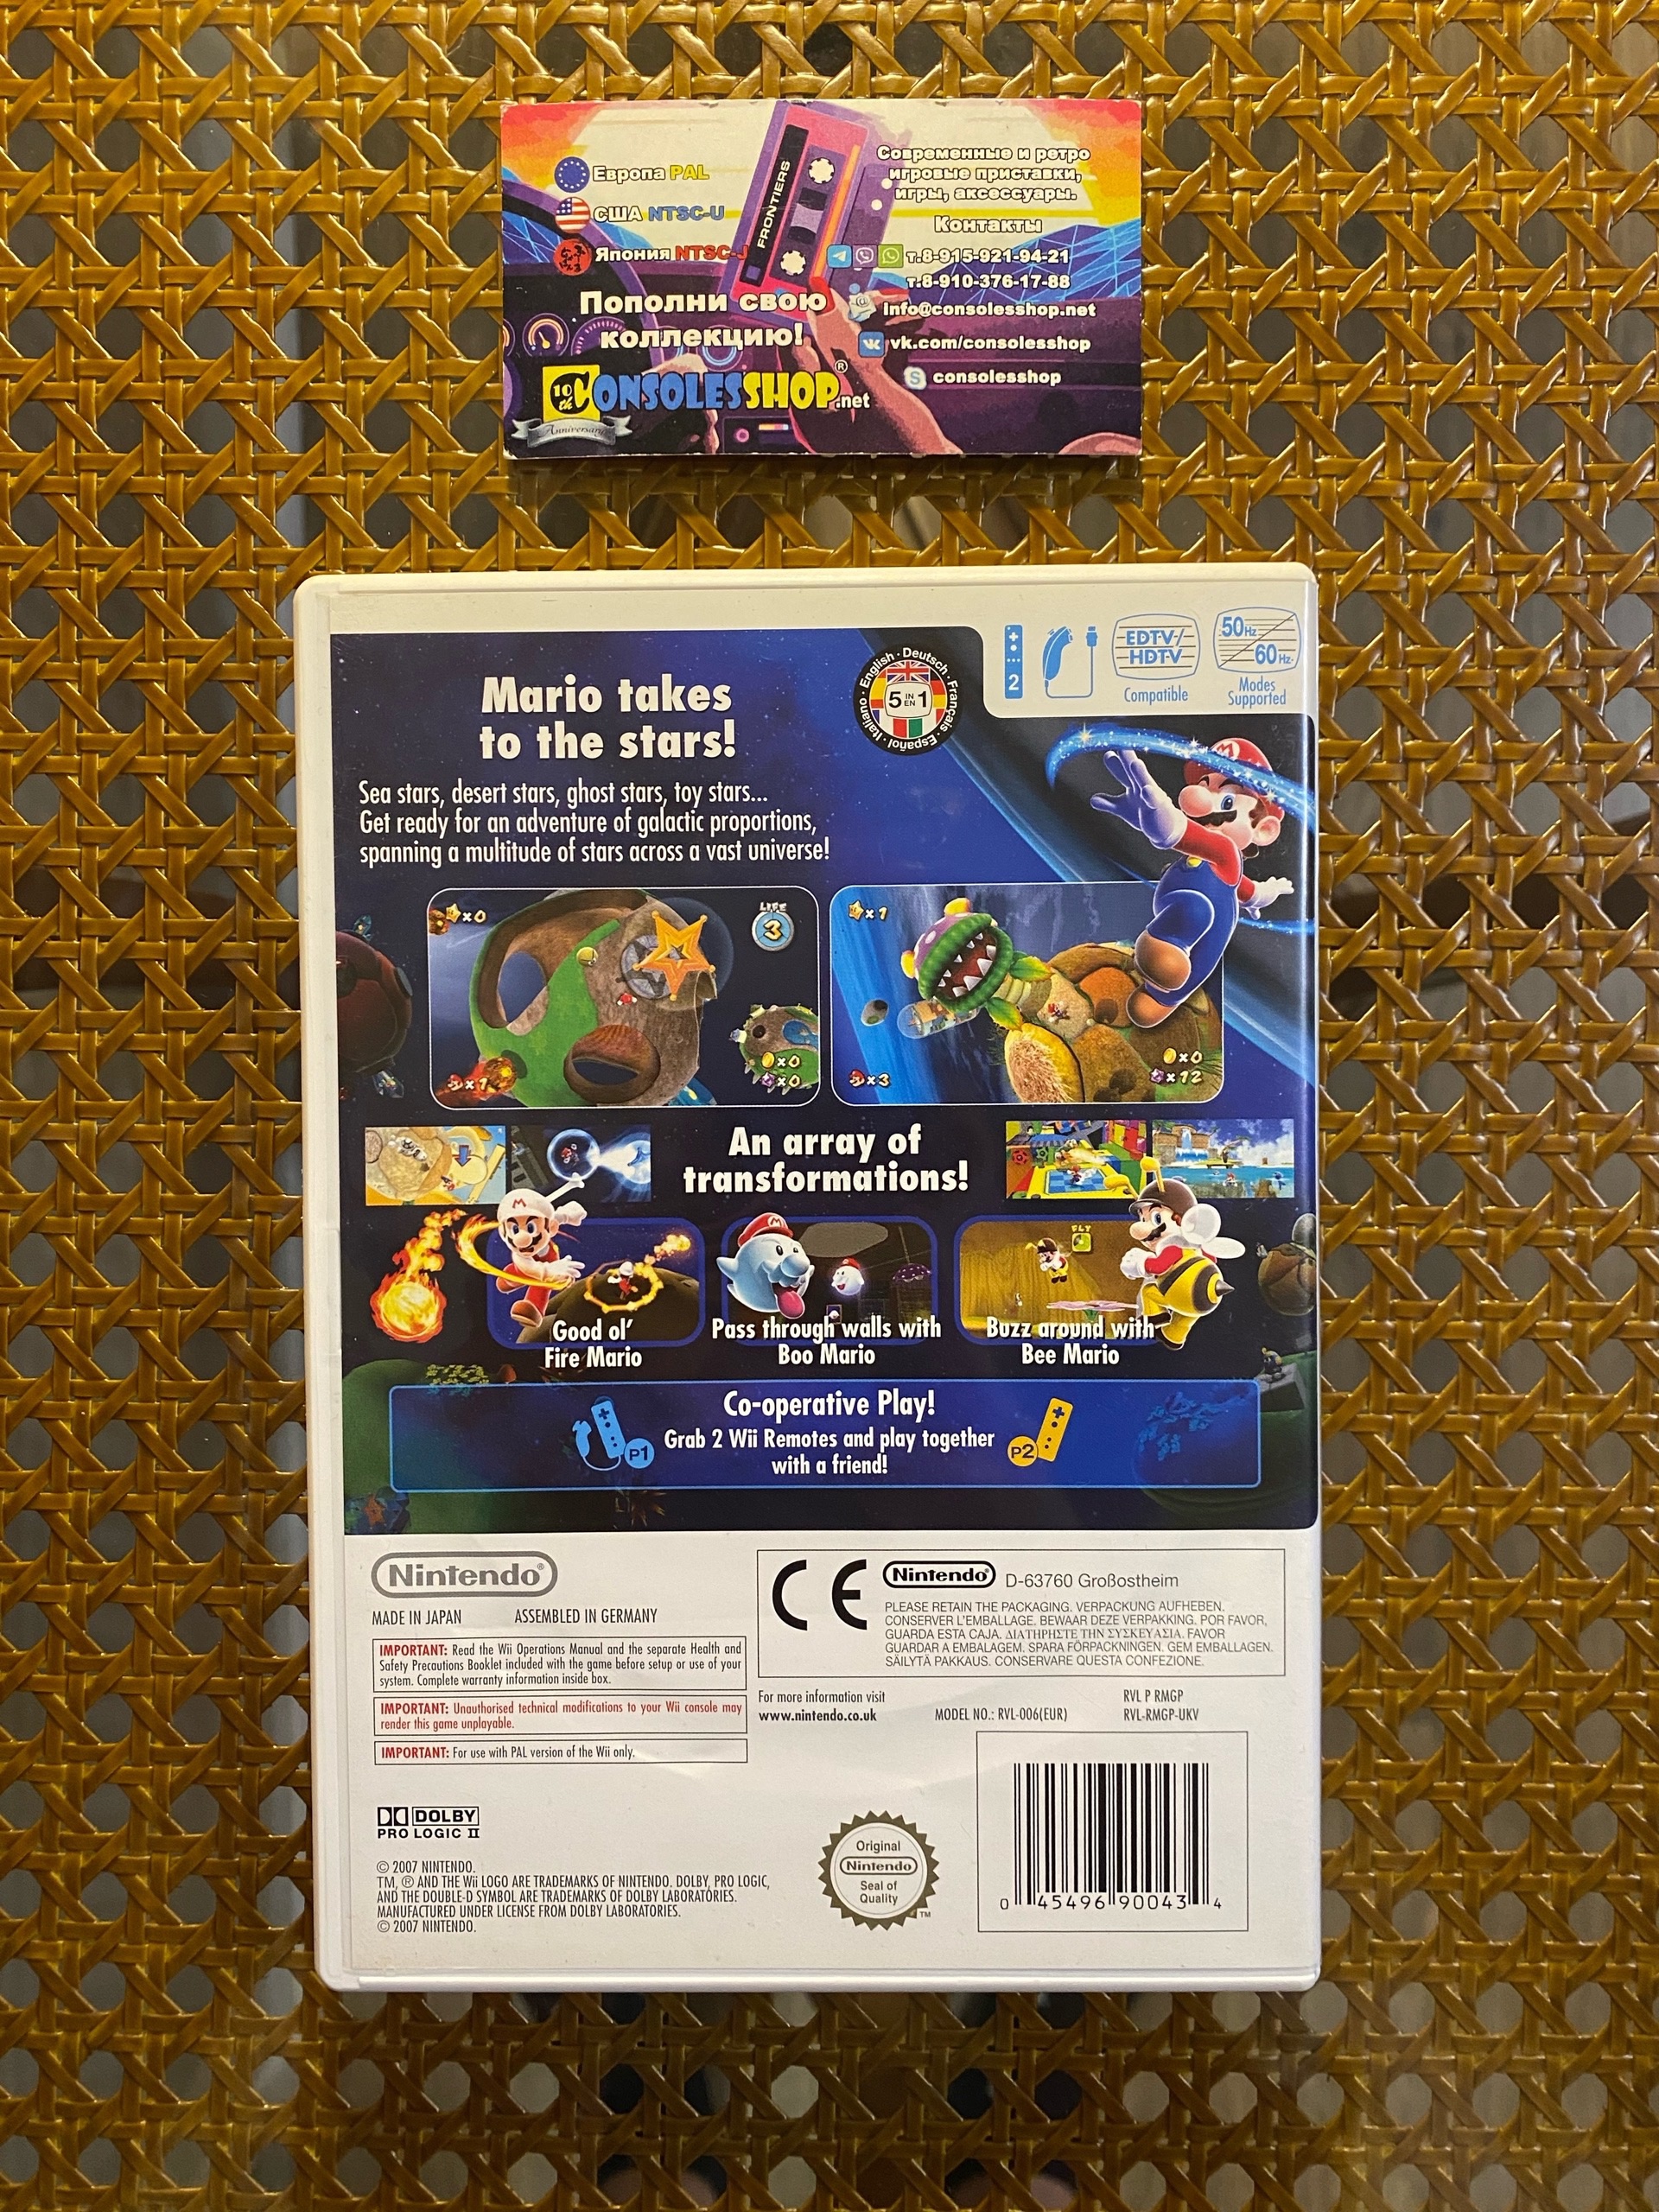 Европа PAL
США NTSC-U
Япония NTSC-J
Пополни свою
коллекцию!
10th CONSOLESSHOP.net ®
Anniversary
FRONTIERS
Современные и ретро
игровые приставки,
игры, аксессуары.
Контакты
т.8-915-921-94-21
т.8-910-376-17-88
info@consolesshop.net
vk.com/consolesshop
consolesshop
Mario takes
to the stars!
English · Deutsch · Français · Español · Italiano ·
5 IN EN 1
2
EDTV/
HDTV
Compatible
50Hz
60Hz
Modes
Supported
Sea stars, desert stars, ghost stars, toy stars...
Get ready for an adventure of galactic proportions,
spanning a multitude of stars across a vast universe!
x0
LIFE
3
x1
x0
x0
x1
x3
x0
x12
An array of
transformations!
FLY
Good ol’
Fire Mario
Pass through walls with
Boo Mario
Buzz around with
Bee Mario
Co-operative Play!
P1
Grab 2 Wii Remotes and play together
with a friend!
P2
Nintendo®
MADE IN JAPAN ASSEMBLED IN GERMANY
IMPORTANT: Read the Wii Operations Manual and the separate Health and
Safety Precautions Booklet included with the game before setup or use of your
system. Complete warranty information inside box.
IMPORTANT: Unauthorised technical modifications to your Wii console may
render this game unplayable.
IMPORTANT: For use with PAL version of the Wii only.
CE Nintendo® D-63760 Großostheim
PLEASE RETAIN THE PACKAGING. VERPACKUNG AUFHEBEN.
CONSERVER L'EMBALLAGE. BEWAAR DEZE VERPAKKING. POR FAVOR,
GUARDA ESTA CAJA. ΔΙΑΤΗΡΗΣΤΕ ΤΗΝ ΣΥΣΚΕΥΑΣΙΑ. FAVOR
GUARDAR A EMBALAGEM. SPARA FÖRPACKNINGEN. GEM EMBALLAGEN.
SÄILYTÄ PAKKAUS. CONSERVARE QUESTA CONFEZIONE.
For more information visit
www.nintendo.co.uk
MODEL NO.: RVL-006(EUR)
RVL P RMGP
RVL-RMGP-UKV
DOLBY
PRO LOGIC II
© 2007 NINTENDO.
TM, ® AND THE Wii LOGO ARE TRADEMARKS OF NINTENDO. DOLBY, PRO LOGIC,
AND THE DOUBLE-D SYMBOL ARE TRADEMARKS OF DOLBY LABORATORIES.
MANUFACTURED UNDER LICENSE FROM DOLBY LABORATORIES.
© 2007 NINTENDO.
Original
Nintendo
Seal of
Quality
TM
0 45496 90043 4